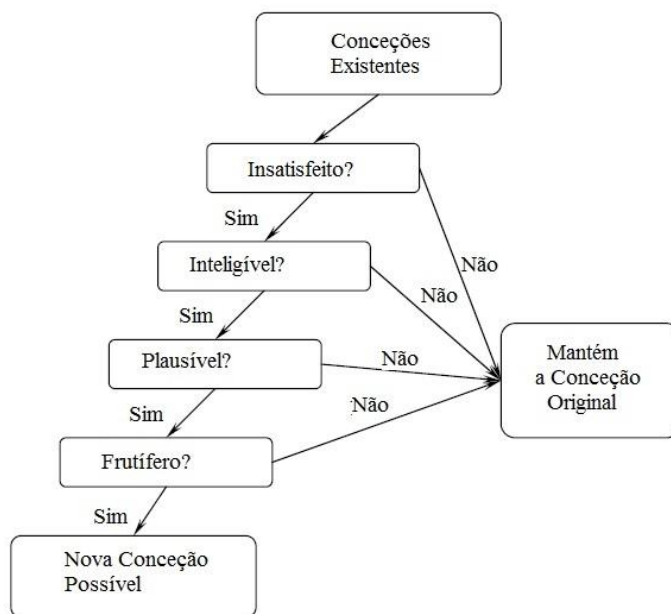 Conceções
Existentes
Insatisfeito?
Sim
Não
Inteligível?
Não
Sim
Mantém
a Conceção
Original
Plausível?
Não
Sim
Não
Frutífero?
Sim
Nova Conceção
Possível